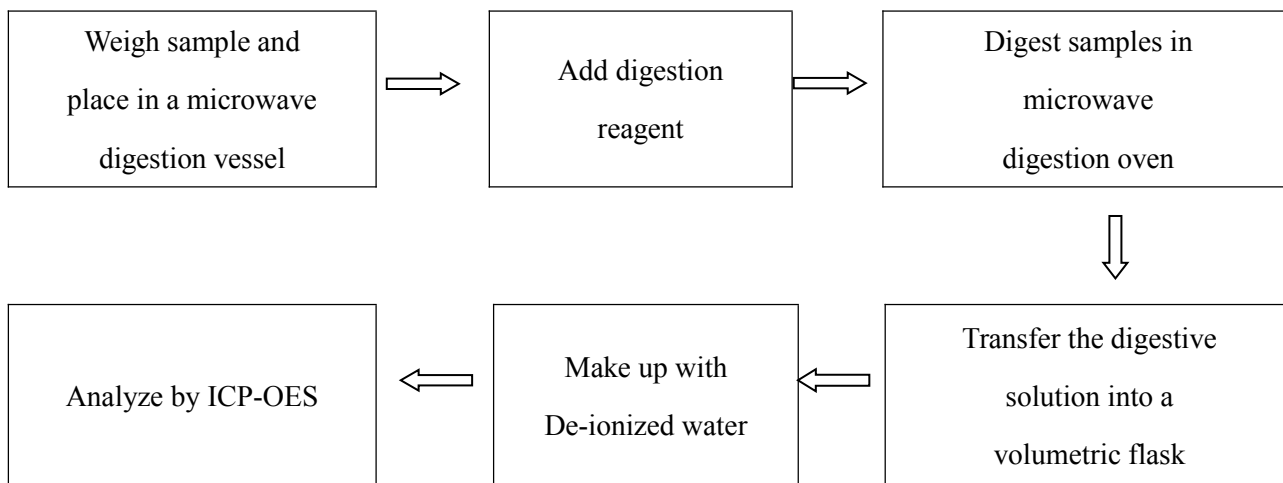 Weigh sample and
place in a microwave
digestion vessel
Add digestion
reagent
Digest samples in
microwave
digestion oven
Transfer the digestive
solution into a
volumetric flask
Make up with
De-ionized water
Analyze by ICP-OES